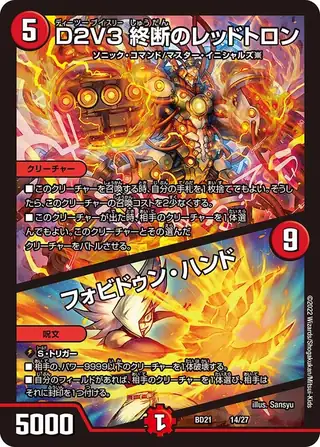 ディーツー ブイスリー しゅうだん
5
D2V3 終断のレッドトロン
ソニック・コマンド/マスター・イニシャルズ
クリーチャー
■このクリーチャーを召喚する時、自分の手札を1枚捨ててもよい。そうし
たら、このクリーチャーの召喚コストを2少なくする。
■このクリーチャーが出た時、相手のクリーチャーを1体選
んでもよい。このクリーチャーとその選んだ
クリーチャーをバトルさせる。
9
フォビドゥン・ハンド
呪文
S・トリガー
■相手の、パワー9999以下のクリーチャーを1体破壊する。
■自分のフィールドがあれば、相手のクリーチャーを1体選び、相手は
それに封印を1つ付ける。
©2022 Wizards/Shogakukan/Mitsui-Kids
illus. Sansyu
5000
BD21
14/27